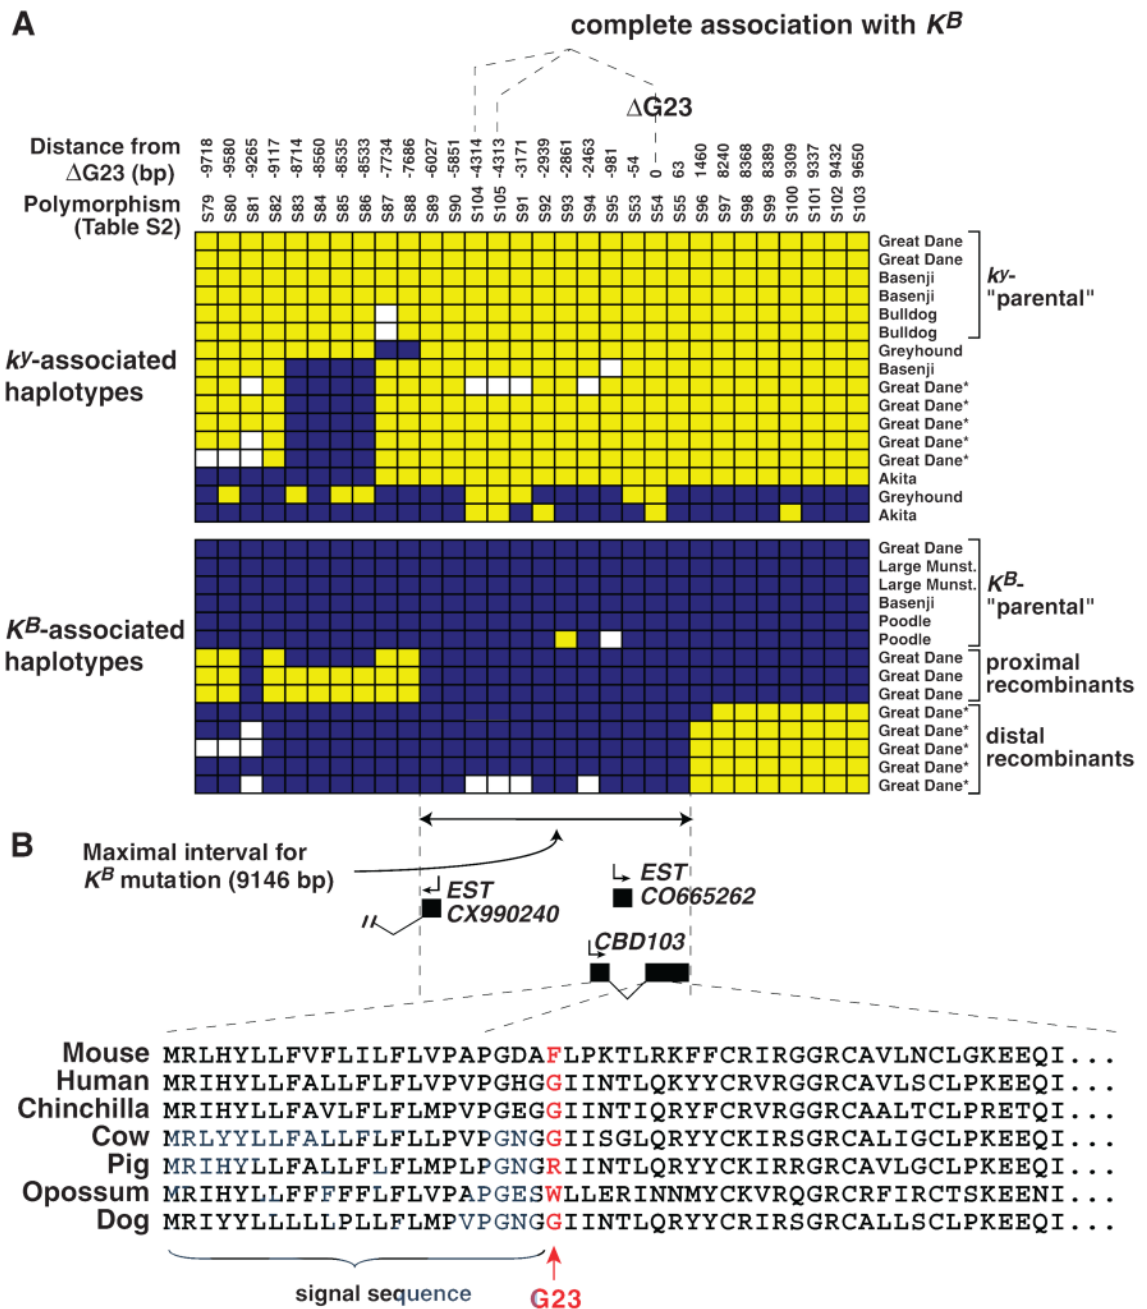 A
complete association with KB
ΔG23
Distance from
ΔG23 (bp)
-9718 -9580 -9265 -9117 -8714 -8560 -8535 -8533 -7734 -7686 -6027 -5851 -4314 -4313 -3171 -2939 -2861 -2463 -981 -54 0 63 1460 8240 8368 8389 9309 9337 9432 9650
Polymorphism
(Table S2)
S79 S80 S81 S82 S83 S84 S85 S86 S87 S88 S89 S90 S104 S105 S91 S92 S93 S94 S95 S53 S54 S55 S96 S97 S98 S99 S100 S101 S102 S103
ky-associated
haplotypes
Great Dane
Great Dane
Basenji
Basenji
Bulldog
Bulldog
Greyhound
Basenji
Great Dane*
Great Dane*
Great Dane*
Great Dane*
Great Dane*
Akita
Greyhound
Akita
ky-
"parental"
KB-associated
haplotypes
Great Dane
Large Munst.
Large Munst.
Basenji
Poodle
Poodle
Great Dane
Great Dane
Great Dane
Great Dane*
Great Dane*
Great Dane*
Great Dane*
Great Dane*
KB-
"parental"
proximal
recombinants
distal
recombinants
B
Maximal interval for
KB mutation (9146 bp)
EST
CX990240
EST
CO665262
CBD103
Mouse MRLHYLLFVFLILFLVPAPGDAFLPKTLRKFFCRIRGGRCAVLNCLGKEEQI...
Human MRIHYLLFALLFLFLVPVPGHGGIINTLQKYYCRVRGGRCAVLSCLPKEEQI...
Chinchilla MRIHYLLFAVLFLFLMPVPGEGGIINTIQRYFCRVRGGRCAALTCLPRETQI...
Cow MRLYYLLFALLFLFLLPVPGNGGIISGLQRYYCKIRSGRCALIGCLPKEEQI...
Pig MRIHYLLFALLFLFLMPLPGNGRIINTLQRYYCKIRRGRCAVLGCLPKEEQI...
Opossum MRIHYLLFFFFFLFLVPAPGESWLLERINNMYCKVRQGRCRFIRCTSKEENI...
Dog MRIYYLLLLLPLLFLMPVPGNGGIINTLQRYYCRIRSGRCALLSCLPKEEQI...
signal sequence
G23